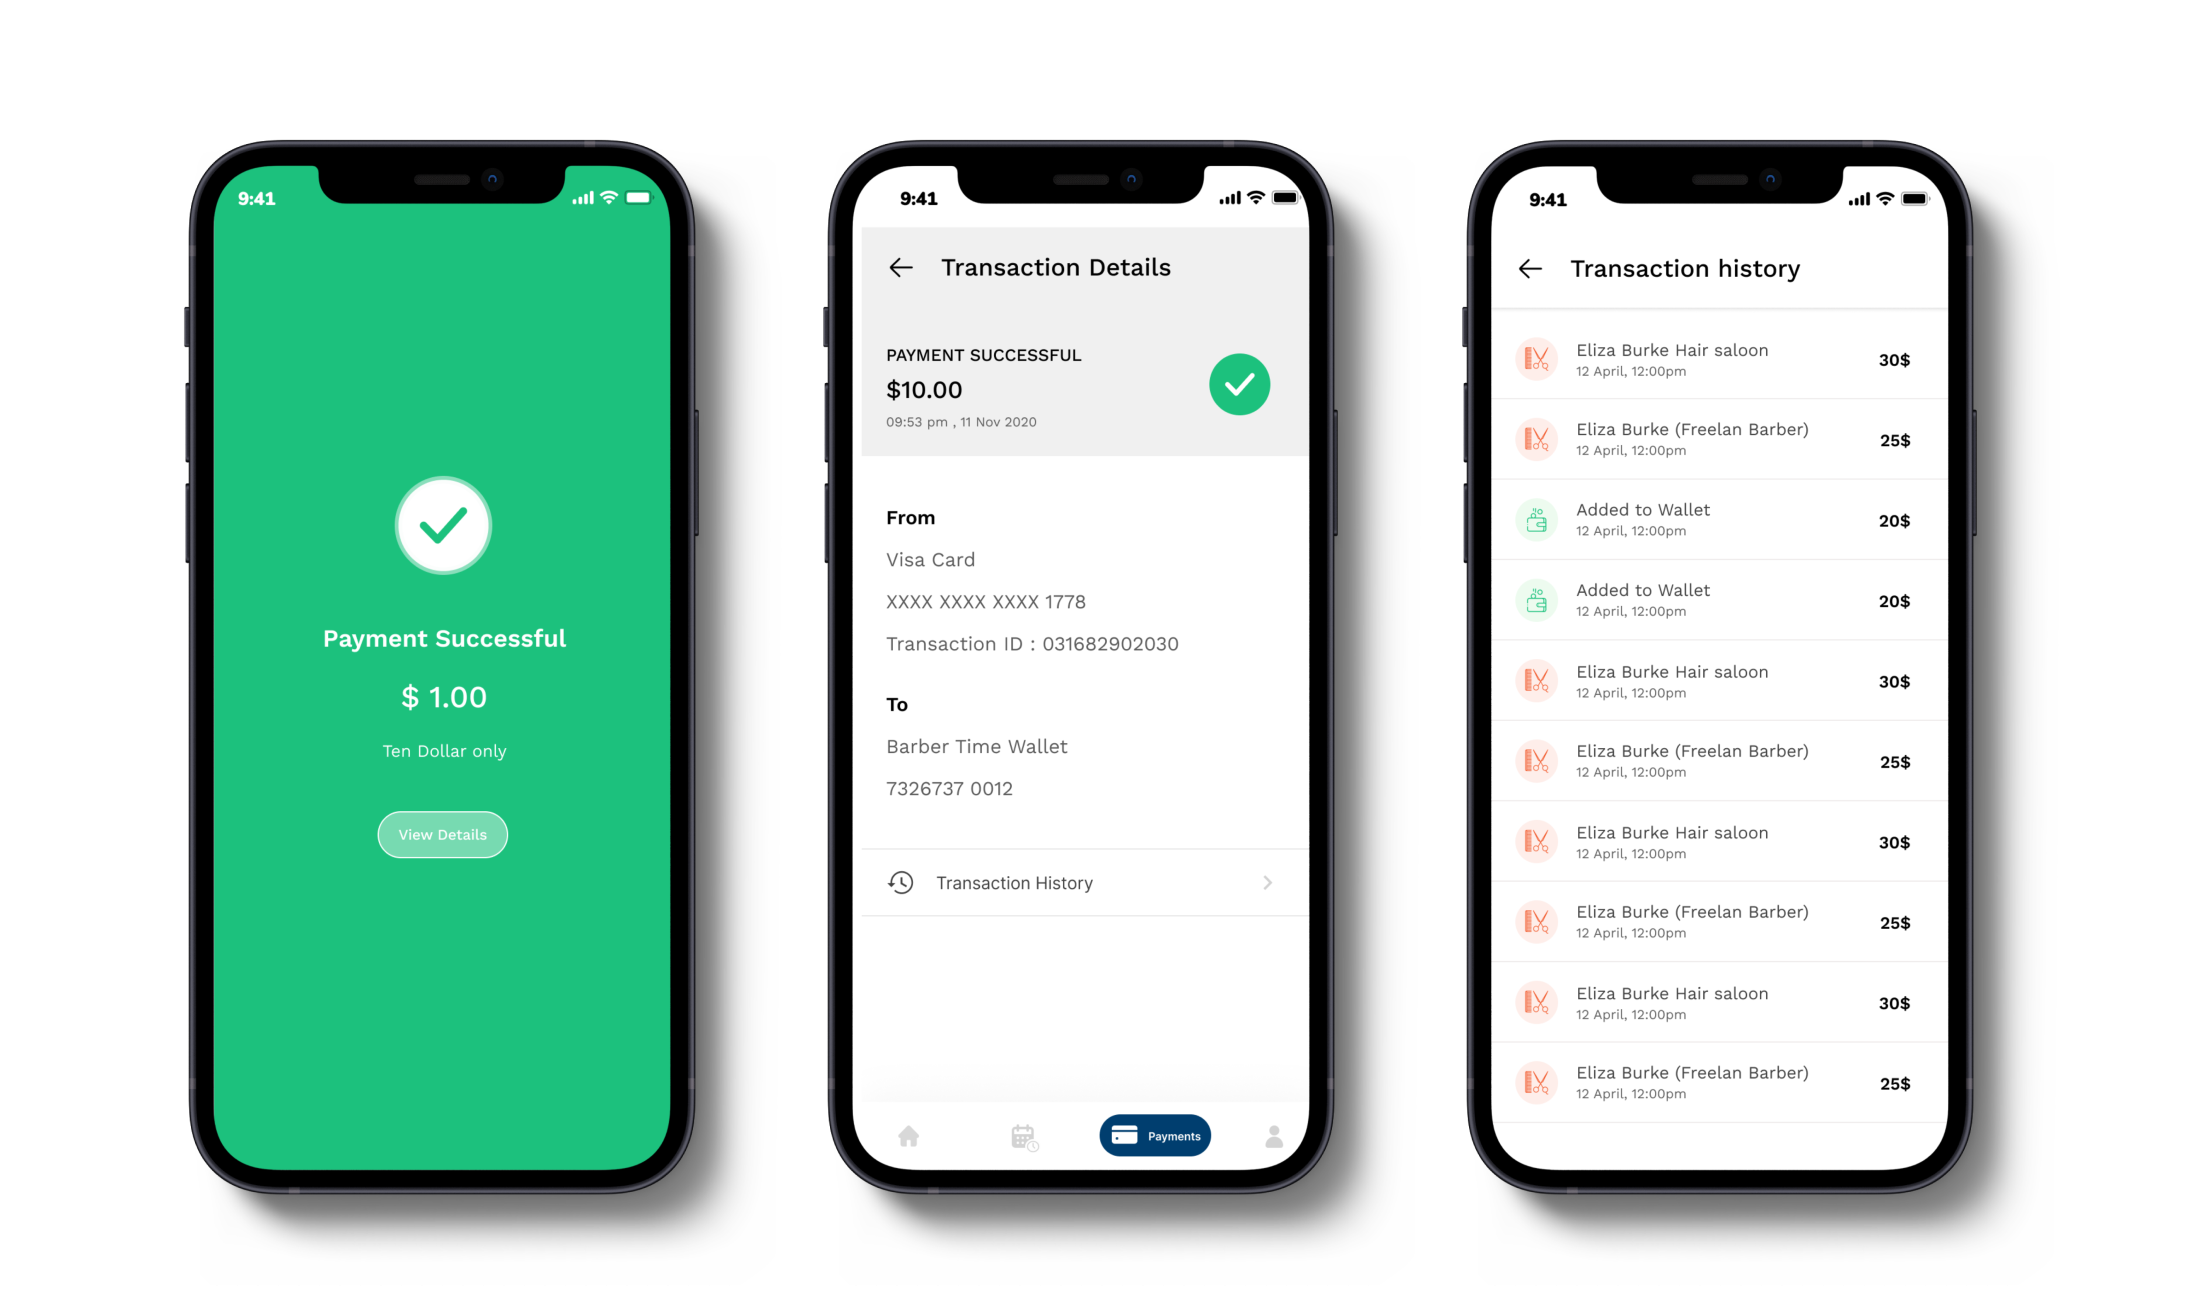 9:41
Payment Successful
$ 1.00
Ten Dollar only
View Details
9:41
Transaction Details
PAYMENT SUCCESSFUL
$10.00
09:53 pm , 11 Nov 2020
From
Visa Card
XXXX XXXX XXXX 1778
Transaction ID : 031682902030
To
Barber Time Wallet
7326737 0012
Transaction History
Payments
9:41
Transaction history
Eliza Burke Hair saloon
12 April, 12:00pm
30$
Eliza Burke (Freelan Barber)
12 April, 12:00pm
25$
Added to Wallet
12 April, 12:00pm
20$
Added to Wallet
12 April, 12:00pm
20$
Eliza Burke Hair saloon
12 April, 12:00pm
30$
Eliza Burke (Freelan Barber)
12 April, 12:00pm
25$
Eliza Burke Hair saloon
12 April, 12:00pm
30$
Eliza Burke (Freelan Barber)
12 April, 12:00pm
25$
Eliza Burke Hair saloon
12 April, 12:00pm
30$
Eliza Burke (Freelan Barber)
12 April, 12:00pm
25$